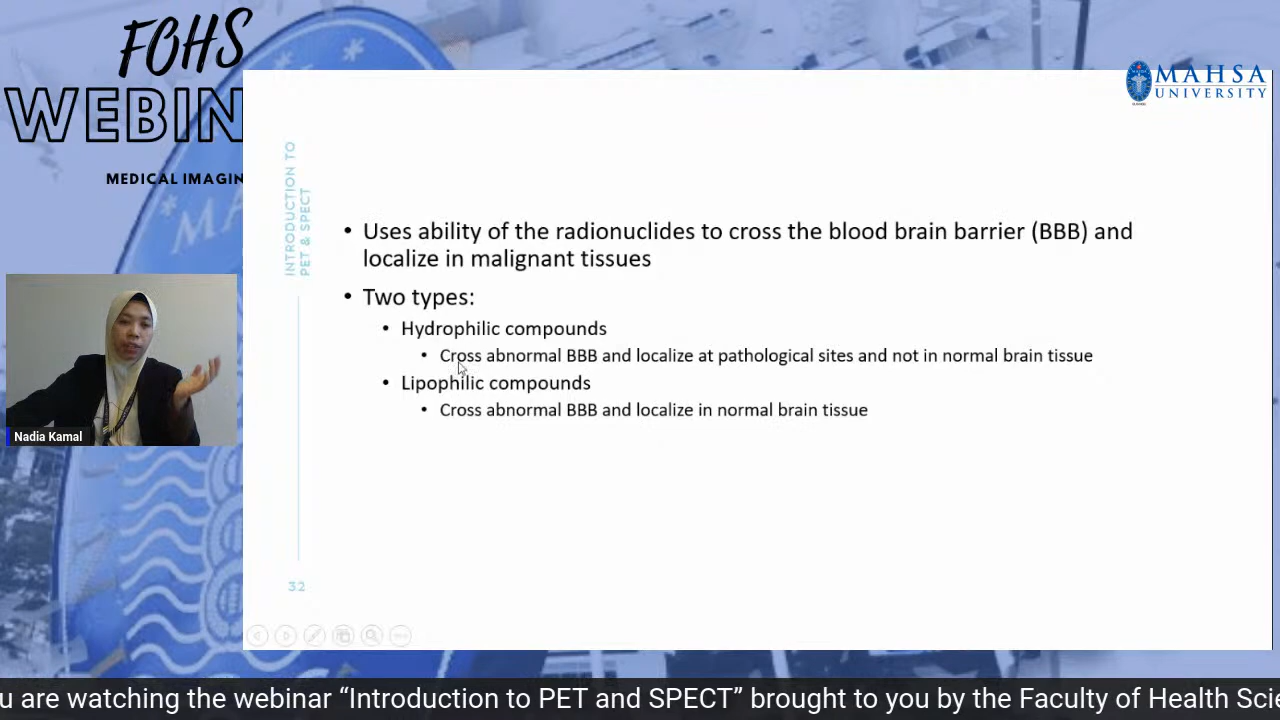 FOHS
WEBIN
MEDICAL IMAGIN
MAHSA
UNIVERSITY
INTRODUCTION TO
PET & SPECT
• Uses ability of the radionuclides to cross the blood brain barrier (BBB) and
localize in malignant tissues
• Two types:
• Hydrophilic compounds
• Cross abnormal BBB and localize at pathological sites and not in normal brain tissue
• Lipophilic compounds
• Cross abnormal BBB and localize in normal brain tissue
32
Nadia Kamal
u are watching the webinar “Introduction to PET and SPECT” brought to you by the Faculty of Health Scie